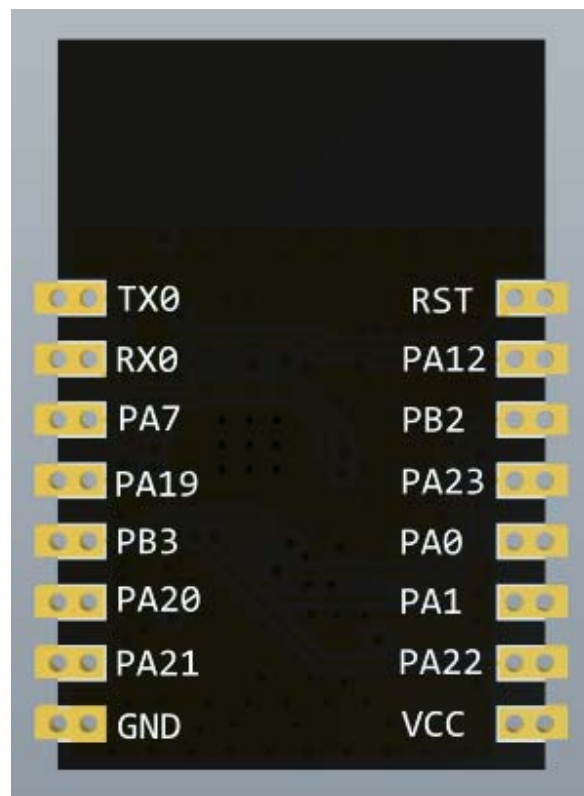 TX0 RST
RX0 PA12
PA7 PB2
PA19 PA23
PB3 PA0
PA20 PA1
PA21 PA22
GND VCC